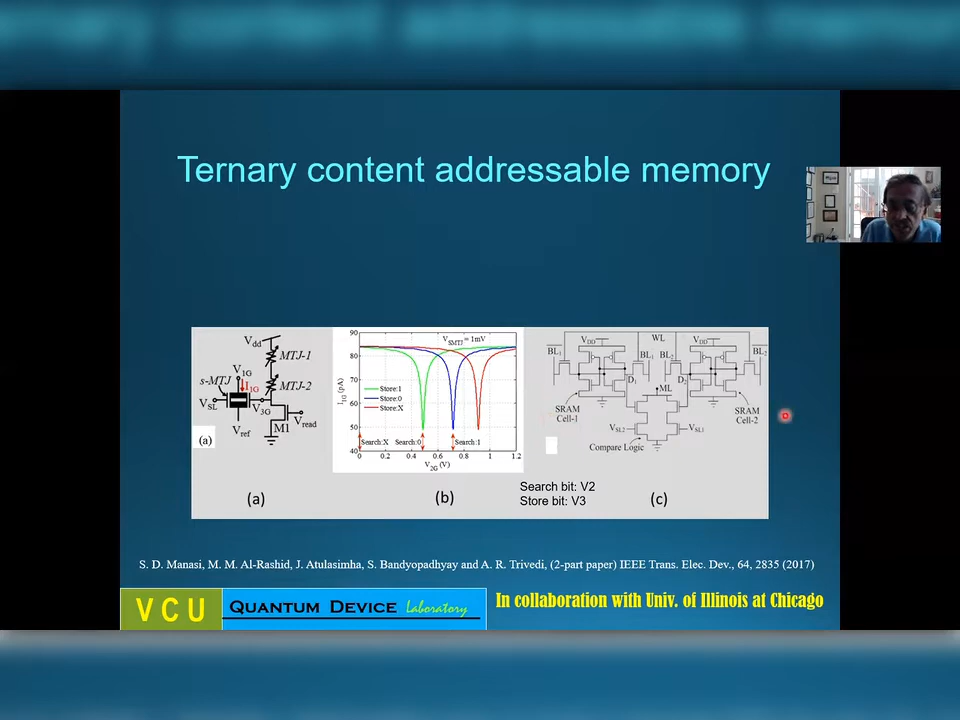 Ternary content addressable memory
Vdd
MTJ-1
V1G
s-MTJ
I1G
MTJ-2
VSL
V3G
Vref
M1
Vread
(a)
(a)
90
80
70
60
50
40
I1G (pA)
VSMTJ = 1mV
Store:1
Store:0
Store:X
Search:X
Search:0
Search:1
0
0.2
0.4
0.6
0.8
1.0
1.2
V2G (V)
(b)
Search bit: V2
Store bit: V3
WL
BL1
VDD
BL1
BL2
VDD
BL2
D1
D2
ML
SRAM
Cell-1
SRAM
Cell-2
VSL2
VSL1
Compare Logic
(c)
S. D. Manasi, M. M. Al-Rashid, J. Atulasimha, S. Bandyopadhyay and A. R. Trivedi, (2-part paper) IEEE Trans. Elec. Dev., 64, 2835 (2017)
VCU
QUANTUM DEVICE Laboratory
In collaboration with Univ. of Illinois at Chicago